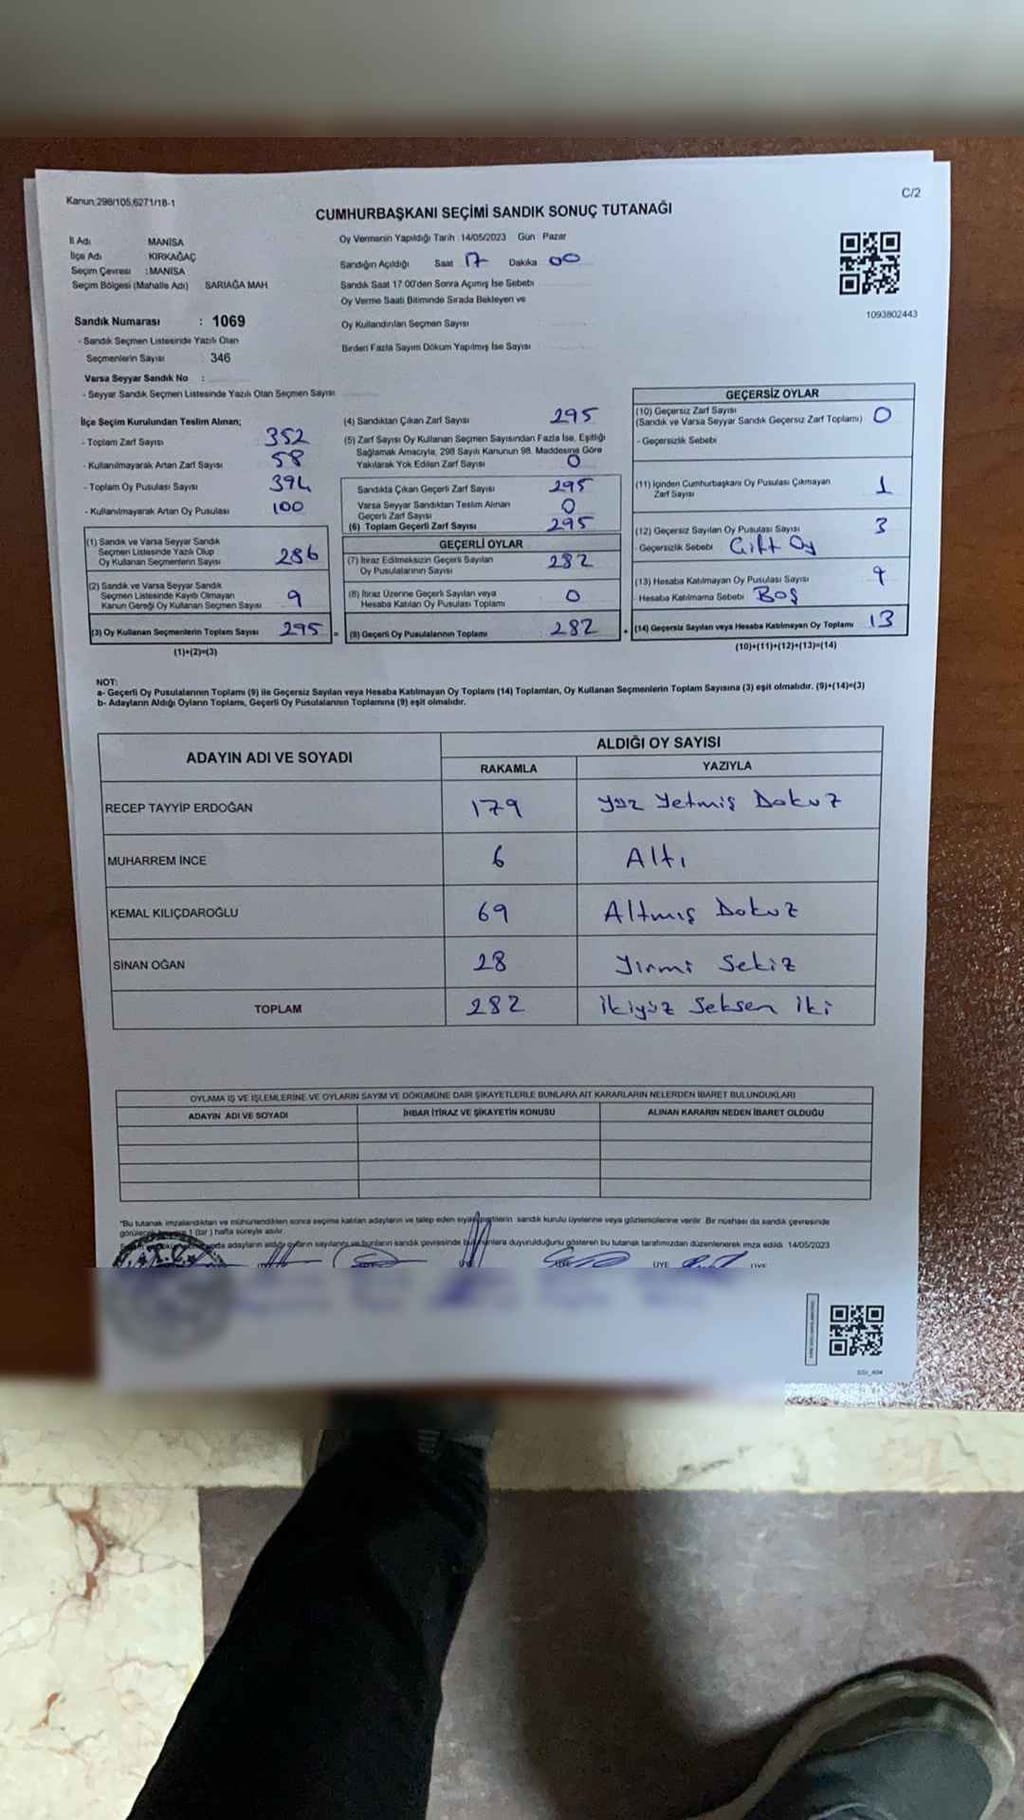 Kanun:298/105,6271/18-1
C/2
CUMHURBAŞKANI SEÇİMİ SANDIK SONUÇ TUTANAĞI
İl Adı MANİSA
İlçe Adı KIRKAĞAÇ
Seçim Çevresi : MANİSA
Seçim Bölgesi (Mahalle Adı) SARIAĞA MAH
Oy Vermenin Yapıldığı Tarih :14/05/2023 Gün : Pazar
Sandığın Açıldığı Saat 17 Dakika 00
Sandık Saat 17:00'den Sonra Açılmış İse Sebebi
Oy Verme Saati Bitiminde Sırada Bekleyen ve
Oy Kullandırılan Seçmen Sayısı
Birden Fazla Sayım Döküm Yapılmış İse Sayısı
1093802443
Sandık Numarası : 1069
- Sandık Seçmen Listesinde Yazılı Olan
Seçmenlerin Sayısı 346
Varsa Seyyar Sandık No :
- Seyyar Sandık Seçmen Listesinde Yazılı Olan Seçmen Sayısı
İlçe Seçim Kurulundan Teslim Alınan;
- Toplam Zarf Sayısı 352
- Kullanılmayarak Artan Zarf Sayısı 58
- Toplam Oy Pusulası Sayısı 394
- Kullanılmayarak Artan Oy Pusulası 100
(1) Sandık ve Varsa Seyyar Sandık
Seçmen Listesinde Yazılı Olup
Oy Kullanan Seçmenlerin Sayısı 286
(2) Sandık ve Varsa Seyyar Sandık
Seçmen Listesinde Kayıtlı Olmayan
Kanun Gereği Oy Kullanan Seçmen Sayısı 9
(3) Oy Kullanan Seçmenlerin Toplam Sayısı 295
(1)+(2)=(3)
(4) Sandıktan Çıkan Zarf Sayısı 295
(5) Zarf Sayısı Oy Kullanan Seçmen Sayısından Fazla İse, Eşitliği
Sağlamak Amacıyla, 298 Sayılı Kanunun 98. Maddesine Göre
Yakılarak Yok Edilen Zarf Sayısı 0
Sandıkta Çıkan Geçerli Zarf Sayısı 295
Varsa Seyyar Sandıktan Teslim Alınan
Geçerli Zarf Sayısı 0
(6) Toplam Geçerli Zarf Sayısı 295
GEÇERLİ OYLAR
(7) İtiraz Edilmeksizin Geçerli Sayılan
Oy Pusulalarının Sayısı 282
(8) İtiraz Üzerine Geçerli Sayılan veya
Hesaba Katılan Oy Pusulası Toplamı 0
(9) Geçerli Oy Pusulalarının Toplamı 282
GEÇERSİZ OYLAR
(10) Geçersiz Zarf Sayısı
(Sandık ve Varsa Seyyar Sandık Geçersiz Zarf Toplamı) 0
- Geçersizlik Sebebi
(11) İçinden Cumhurbaşkanı Oy Pusulası Çıkmayan
Zarf Sayısı 1
(12) Geçersiz Sayılan Oy Pusulası Sayısı 3
- Geçersizlik Sebebi Çift Oy
(13) Hesaba Katılmayan Oy Pusulası Sayısı 9
- Hesaba Katılmama Sebebi BOŞ
(14) Geçersiz Sayılan veya Hesaba Katılmayan Oy Toplamı 13
(10)+(11)+(12)+(13)=(14)
NOT:
a- Geçerli Oy Pusulalarının Toplamı (9) ile Geçersiz Sayılan veya Hesaba Katılmayan Oy Toplamı (14) Toplamları, Oy Kullanan Seçmenlerin Toplam Sayısına (3) eşit olmalıdır. (9)+(14)=(3)
b- Adayların Aldığı Oyların Toplamı, Geçerli Oy Pusulalarının Toplamına (9) eşit olmalıdır.
ADAYIN ADI VE SOYADI ALDIĞI OY SAYISI
RAKAMLA YAZIYLA
RECEP TAYYİP ERDOĞAN 179 Yüz Yetmiş Dokuz
MUHARREM İNCE 6 Altı
KEMAL KILIÇDAROĞLU 69 Altmış Dokuz
SİNAN OĞAN 28 Yirmi Sekiz
TOPLAM 282 İkiyüz Seksen İki
OYLAMA İŞ VE İŞLEMLERİNE VE OYLARIN SAYIM VE DÖKÜMÜNE DAİR ŞİKAYETLERLE BUNLARA AİT KARARLARIN NELERDEN İBARET BULUNDUKLARI
ADAYIN ADI VE SOYADI İHBAR İTİRAZ VE ŞİKAYETİN KONUSU ALINAN KARARIN NEDEN İBARET OLDUĞU
"Bu tutanak imzalandıktan ve mühürlendikten sonra seçime katılan adayların ve talep eden siyasi partilerin sandık kurulu üyelerine veya gözlemcilerine verilir. Bir nüshası da sandık çevresinde
1 (bir) hafta süreyle asılır.
adayların aldığı oyların sayılarını ve bunların sandık çevresinde duyurulduğunu gösteren bu tutanak tarafımızdan düzenlenerek imza edildi. 14/05/2023
T.C.
ÜYE ÜYE